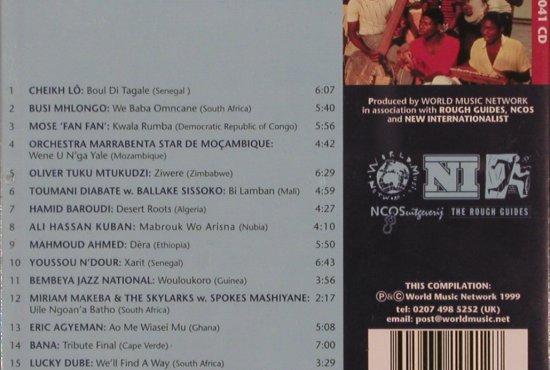 041 CD
1 CHEIKH LÔ: Boul Di Tagale (Senegal ) 6:07
2 BUSI MHLONGO: We Baba Omncane (South Africa) 5:40
3 MOSE 'FAN FAN': Kwala Rumba (Democratic Republic of Congo) 5:56
4 ORCHESTRA MARRABENTA STAR DE MOÇAMBIQUE: 4:42
Wene U N'ga Yale (Mozambique)
5 OLIVER TUKU MTUKUDZI: Ziwere (Zimbabwe) 6:29
6 TOUMANI DIABATE w. BALLAKE SISSOKO: Bi Lamban (Mali) 4:59
7 HAMID BAROUDI: Desert Roots (Algeria) 4:27
8 ALI HASSAN KUBAN: Mabrouk Wo Arisna (Nubia) 4:10
9 MAHMOUD AHMED: Dèra (Ethiopia) 5:50
10 YOUSSOU N'DOUR: Xarit (Senegal) 6:43
11 BEMBEYA JAZZ NATIONAL: Wouloukoro (Guinea) 3:56
12 MIRIAM MAKEBA & THE SKYLARKS w. SPOKES MASHIYANE: 2:17
Uile Ngoan'a Batho (South Africa)
13 ERIC AGYEMAN: Ao Me Wiasei Mu (Ghana) 5:08
14 BANA: Tribute Final (Cape Verde) 7:00
15 LUCKY DUBE: We'll Find A Way (South Africa) 3:29
Produced by WORLD MUSIC NETWORK
in association with ROUGH GUIDES, NCOS
and NEW INTERNATIONALIST
WORLD MUSIC NETWORK
NI
NCOS uitgeverij
THE ROUGH GUIDES
THIS COMPILATION:
℗&© World Music Network 1999
tel: 0207 498 5252 (UK)
email: post@worldmusic.net